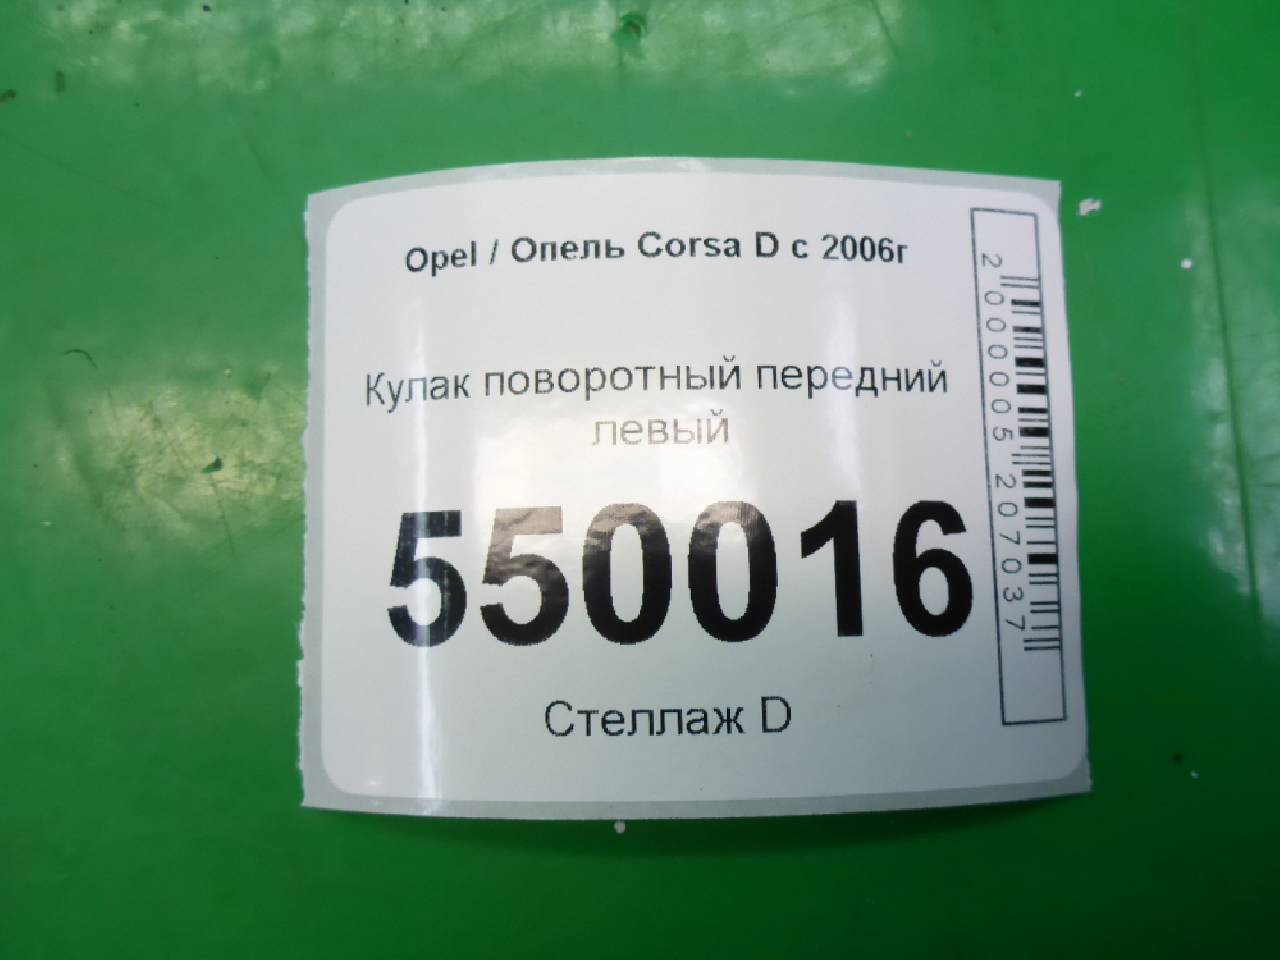 Opel / Опель Corsa D с 2006г
Кулак поворотный передний
левый
550016
Стеллаж D
2000005207037